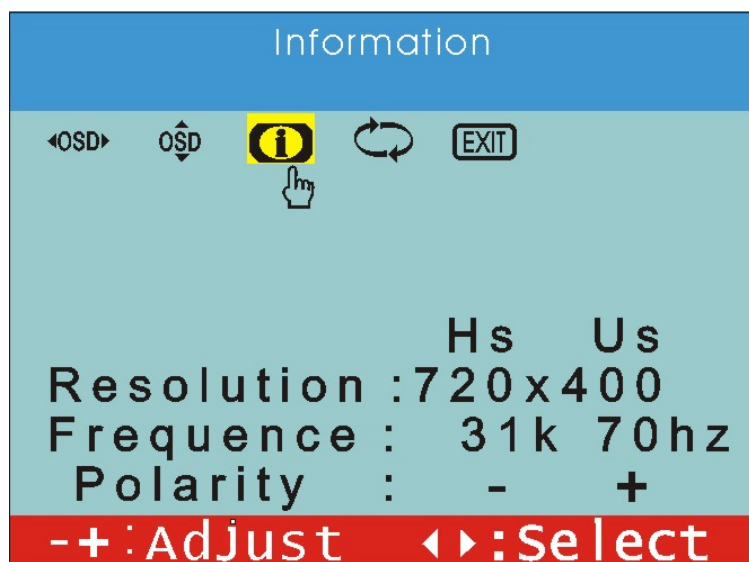 Information
◂OSD▸ OSD i EXIT
Hs Us
Resolution :720x400
Frequence : 31k 70hz
Polarity : - +
-+:Adjust ◂▸:Select